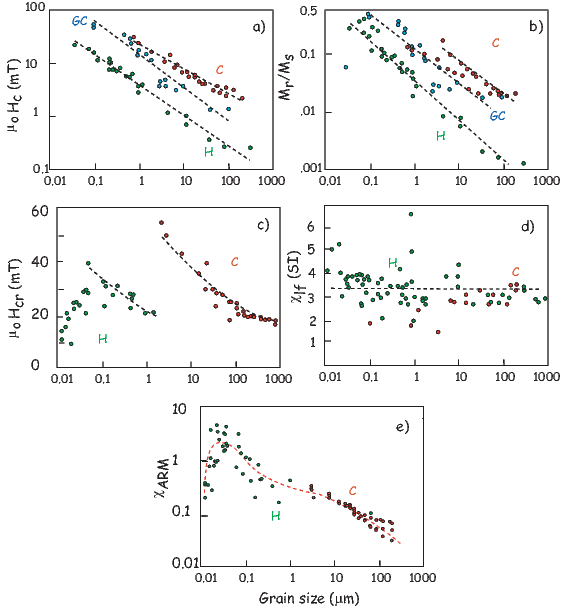 100
10
1
0.1
μo Hc (mT)
GC
C
H
a)
0,1
1
10
100
1000
0.5
0.1
.01
.001
Mr/Ms
C
GC
H
b)
0.01
0.1
1
10
100
1000
60
40
20
0
μo Hcr (mT)
H
C
c)
0.01
0.1
1
10
100
1000
6
5
4
3
2
1
χlf (SI)
H
C
d)
0.01
0.1
1
10
100
1000
10
1
0.1
0.01
χARM
H
C
e)
0.01
0.1
1
10
100
1000
Grain size (μm)